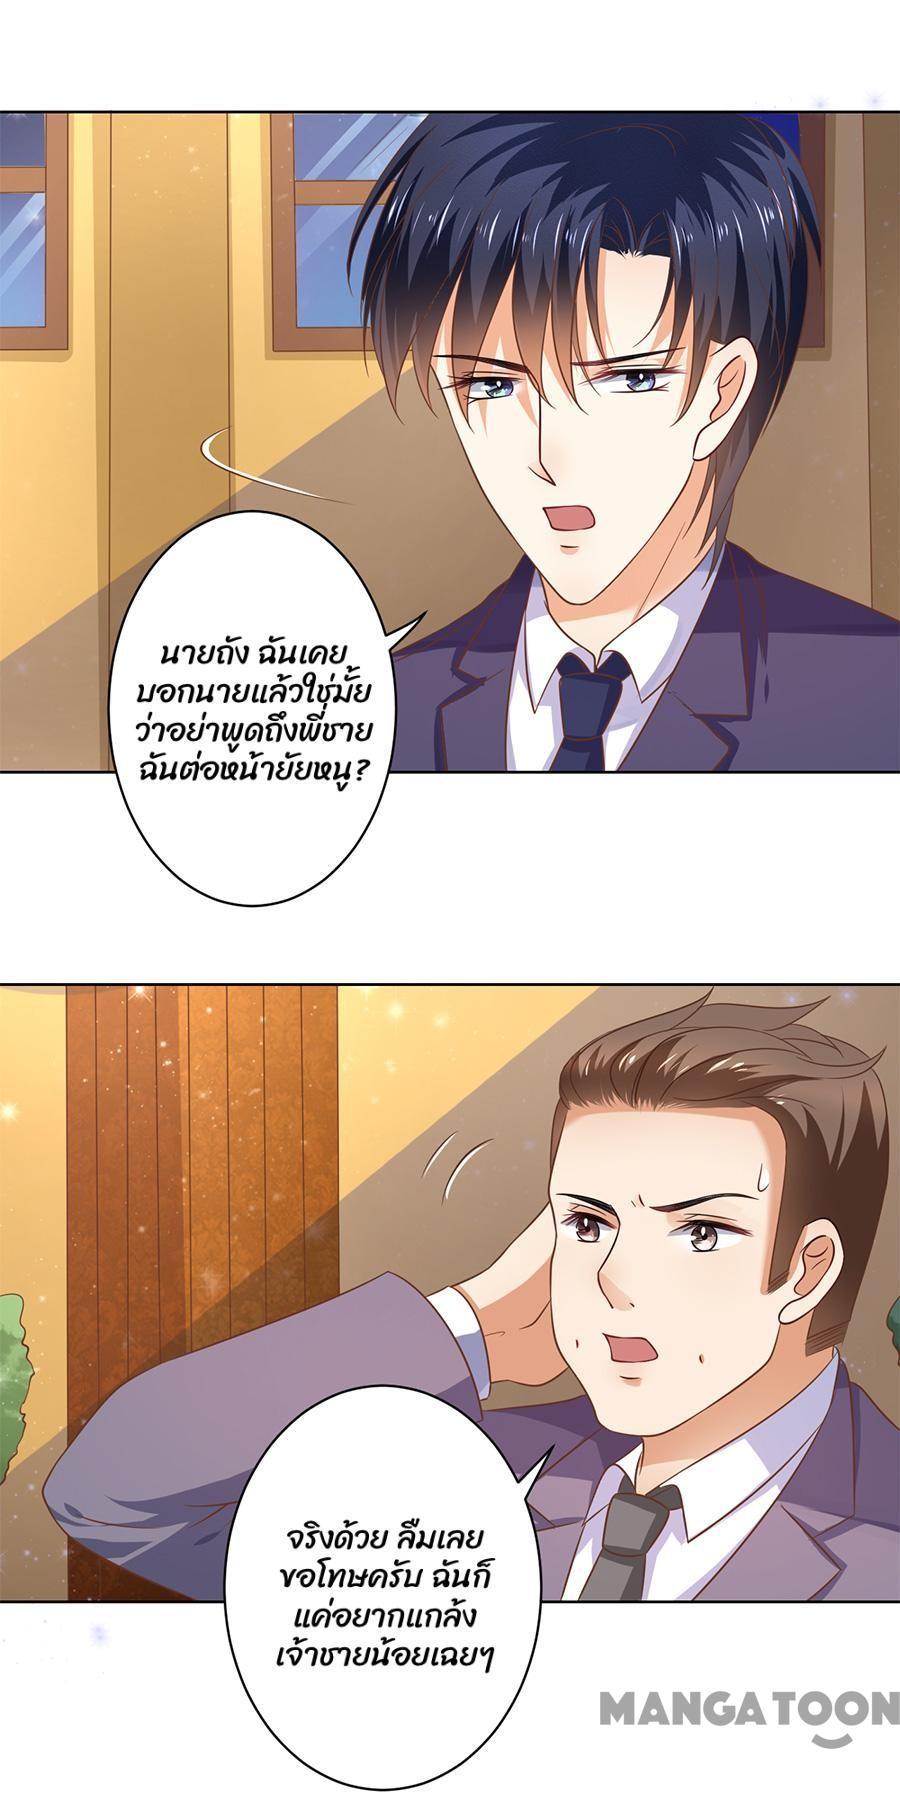 นายถัง ฉันเคย
บอกนายแล้วใช่มั้ย
ว่าอย่าพูดถึงพี่ชาย
ฉันต่อหน้ายัยหนู?
จริงด้วย ลืมเลย
ขอโทษครับ ฉันก็
แค่อยากแกล้ง
เจ้าชายน้อยเฉยๆ
MANGATOON